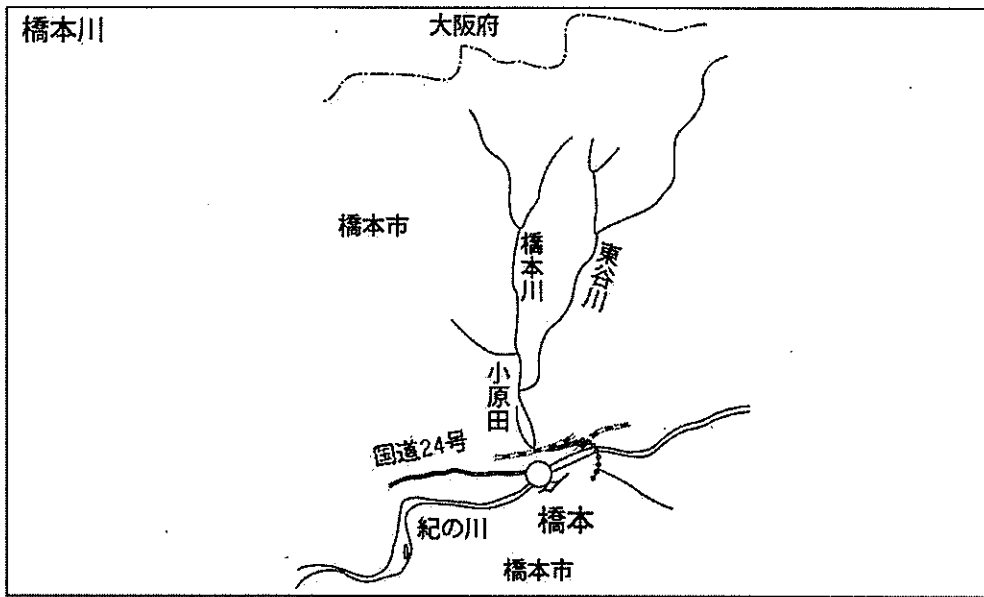 橋本川
大阪府
橋本市
橋本川
東谷川
小原田
国道24号
紀の川
橋本
橋本市